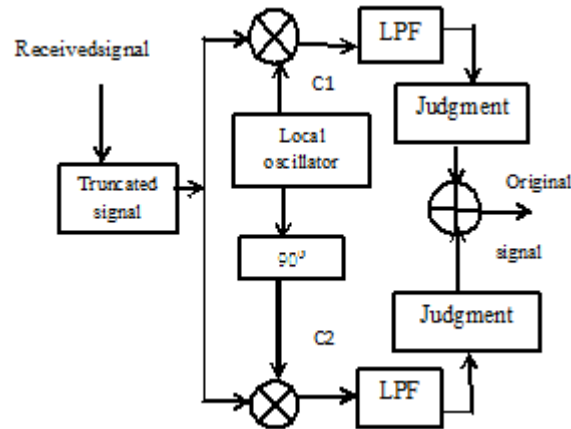 Receivedsignal
LPF
C1
Judgment
Local
oscillator
Truncated
signal
Original
signal
90°
Judgment
C2
LPF